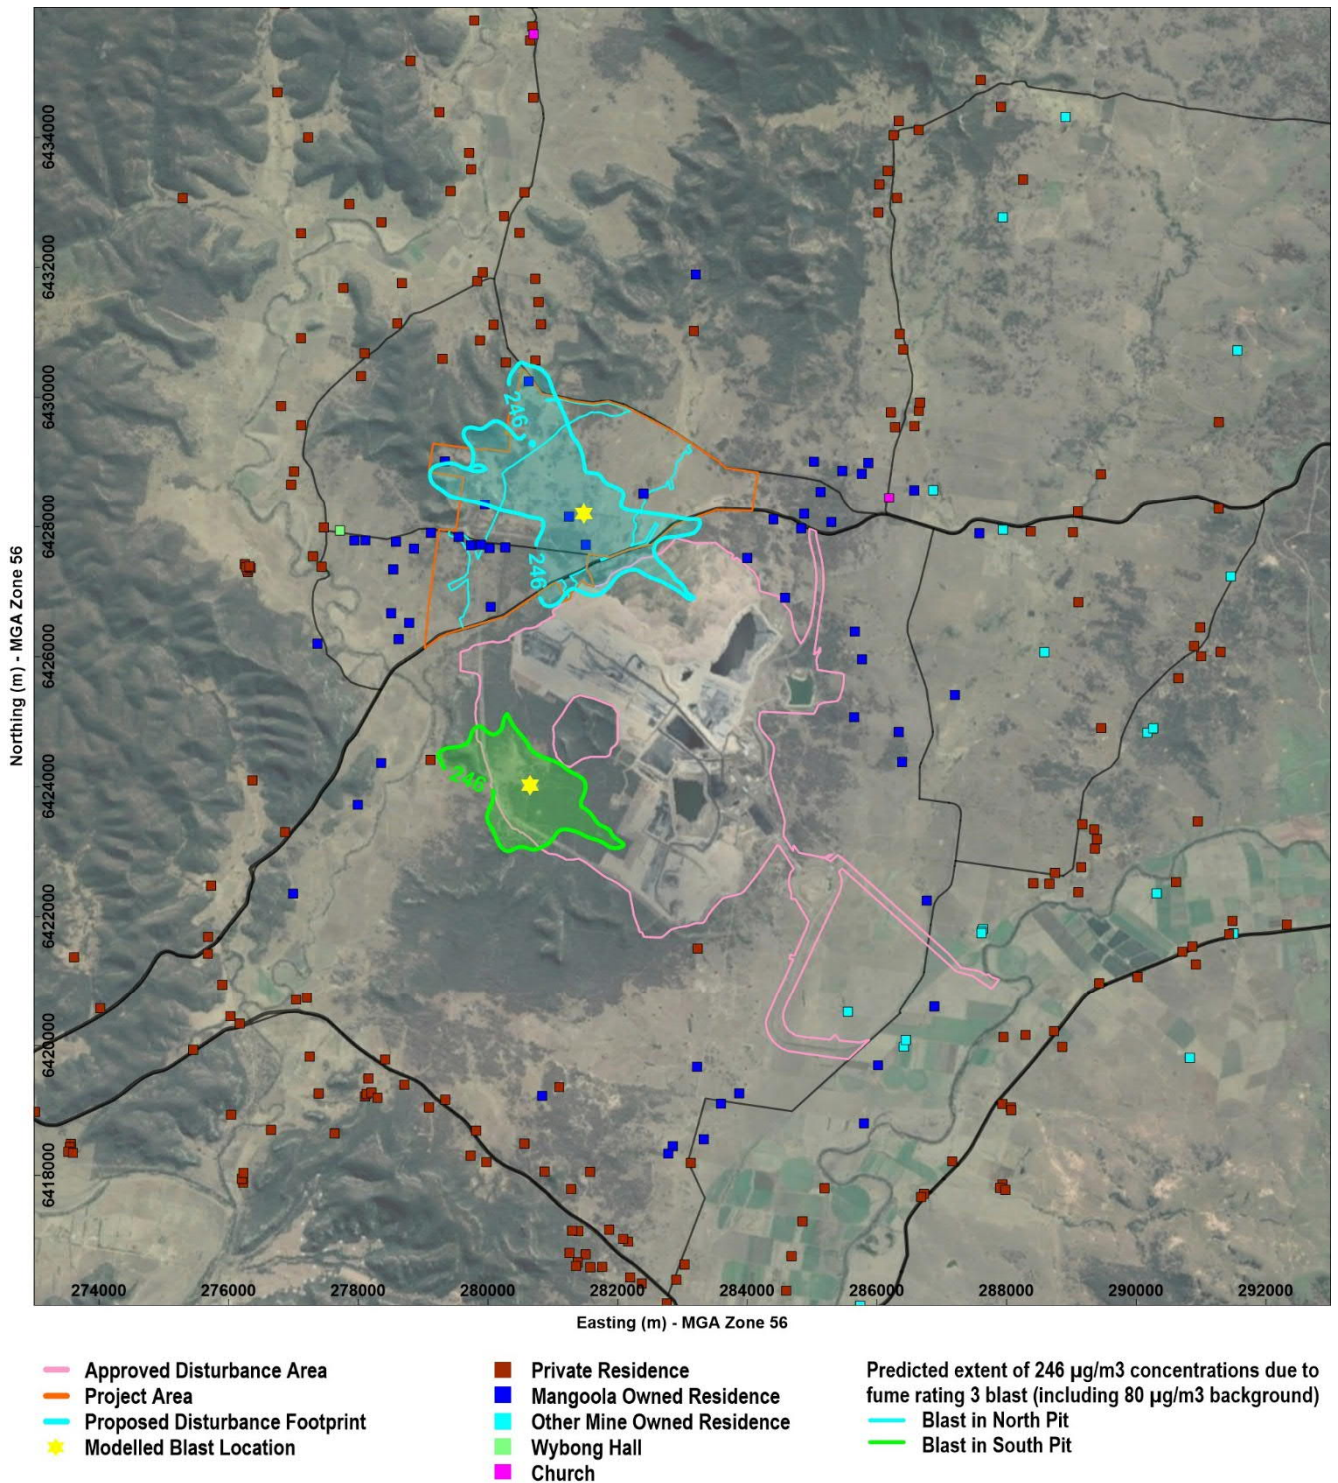 6434000
6432000
6430000
6428000
6426000
6424000
6422000
6420000
6418000
Northing (m) - MGA Zone 56
246
246
246
274000 276000 278000 280000 282000 284000 286000 288000 290000 292000
Easting (m) - MGA Zone 56
Approved Disturbance Area
Project Area
Proposed Disturbance Footprint
Modelled Blast Location
Private Residence
Mangoola Owned Residence
Other Mine Owned Residence
Wybong Hall
Church
Predicted extent of 246 µg/m3 concentrations due to
fume rating 3 blast (including 80 µg/m3 background)
Blast in North Pit
Blast in South Pit